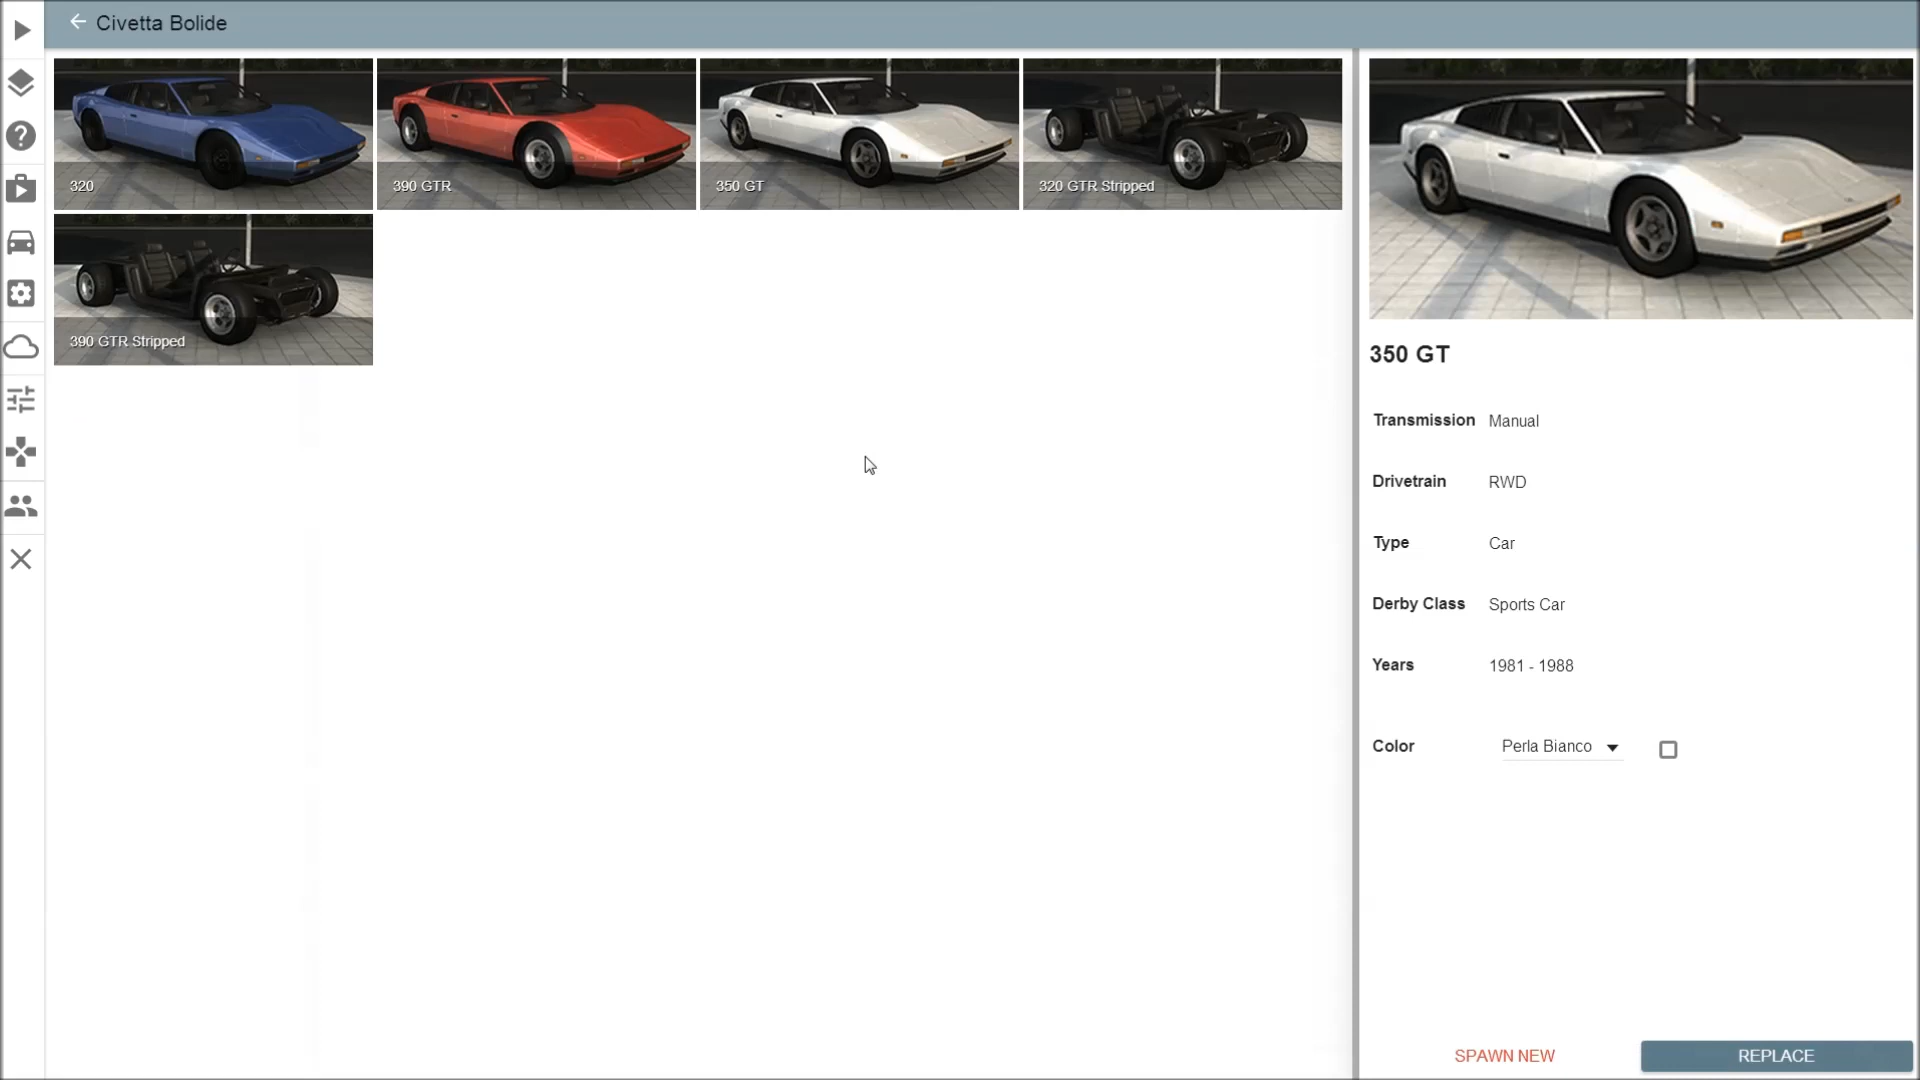 Civetta Bolide
320
390 GTR
350 GT
320 GTR Stripped
390 GTR Stripped
350 GT
Transmission Manual
Drivetrain RWD
Type Car
Derby Class Sports Car
Years 1981 - 1988
Color Perla Bianco
SPAWN NEW REPLACE